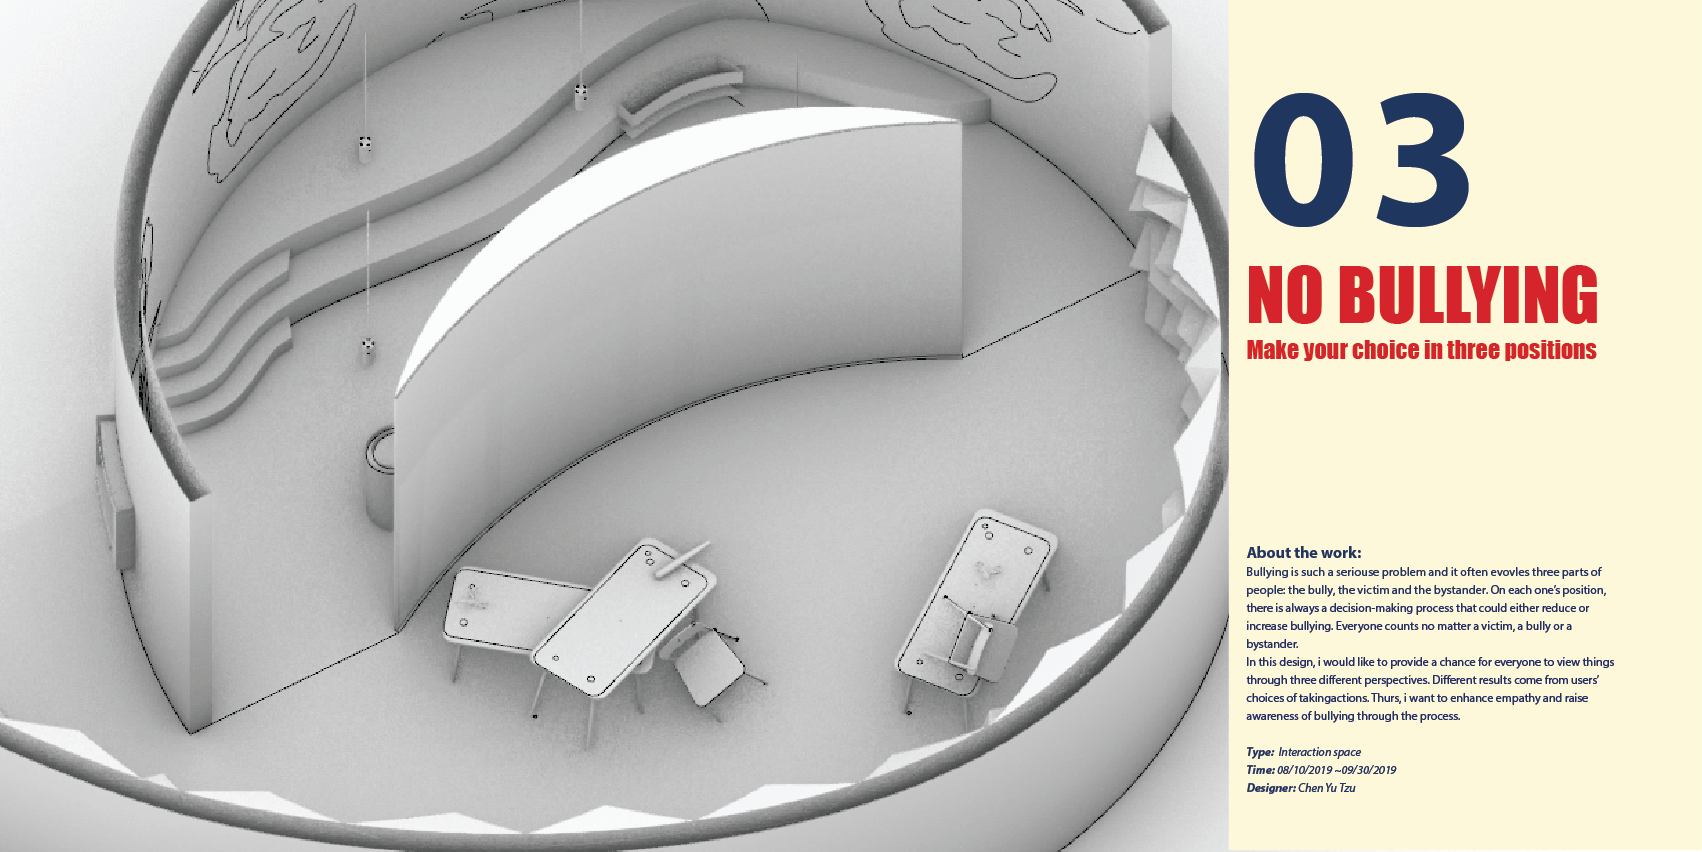 03
NO BULLYING
Make your choice in three positions
About the work:
Bullying is such a seriouse problem and it often evovles three parts of
people: the bully, the victim and the bystander. On each one's position,
there is always a decision-making process that could either reduce or
increase bullying. Everyone counts no matter a victim, a bully or a
bystander.
In this design, i would like to provide a chance for everyone to view things
through three different perspectives. Different results come from users'
choices of takingactions. Thurs, i want to enhance empathy and raise
awareness of bullying through the process.
Type: Interaction space
Time: 08/10/2019 ~09/30/2019
Designer: Chen Yu Tzu